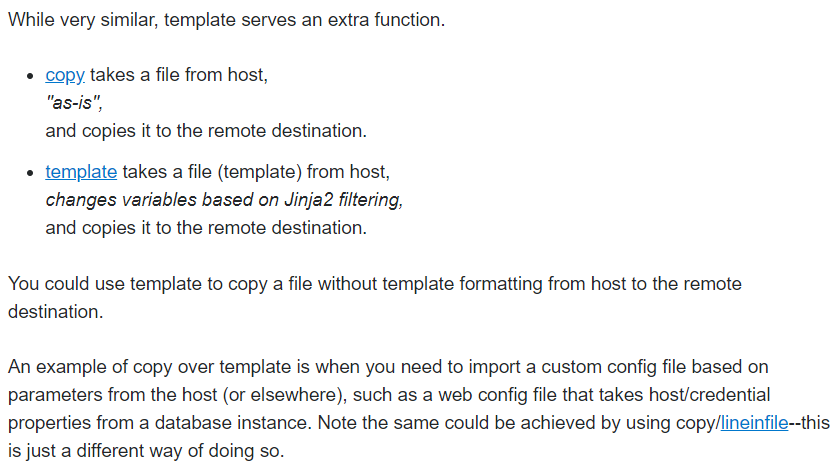 While very similar, template serves an extra function.
• copy takes a file from host,
"as-is",
and copies it to the remote destination.
• template takes a file (template) from host,
changes variables based on Jinja2 filtering,
and copies it to the remote destination.
You could use template to copy a file without template formatting from host to the remote
destination.
An example of copy over template is when you need to import a custom config file based on
parameters from the host (or elsewhere), such as a web config file that takes host/credential
properties from a database instance. Note the same could be achieved by using copy/lineinfile--this
is just a different way of doing so.